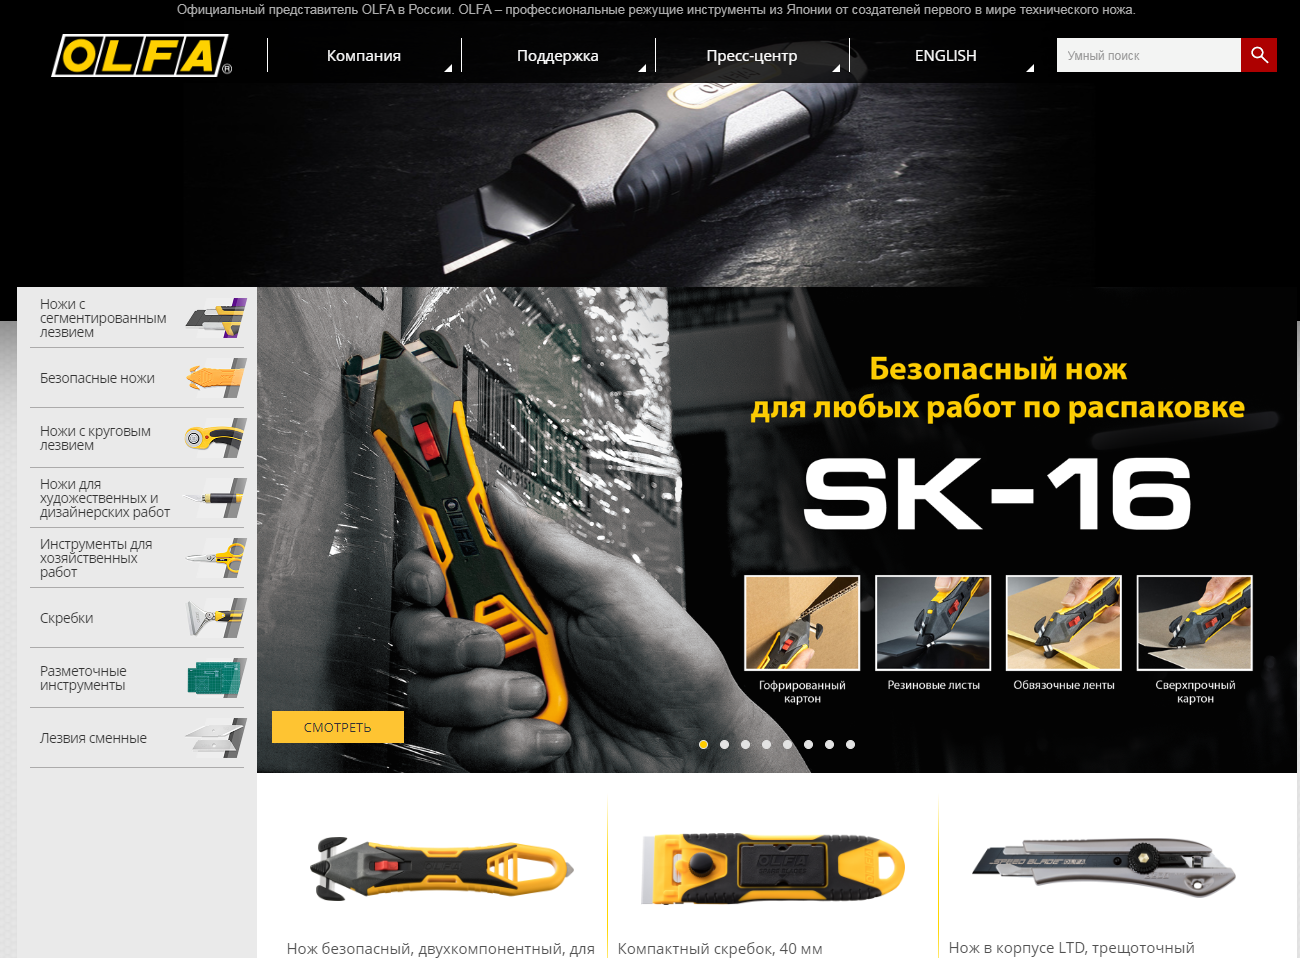 Официальный представитель OLFA в России. OLFA – профессиональные режущие инструменты из Японии от создателей первого в мире технического ножа.
OLFA®
Компания
Поддержка
Пресс-центр
ENGLISH
Умный поиск
Ножи с
сегментированным
лезвием
Безопасные ножи
Ножи с круговым
лезвием
Ножи для
художественных и
дизайнерских работ
Инструменты для
хозяйственных
работ
Скребки
Разметочные
инструменты
Лезвия сменные
OLFA
Безопасный нож
для любых работ по распаковке
SK-16
Гофрированный
картон
Резиновые листы
Обвязочные ленты
Сверхпрочный
картон
СМОТРЕТЬ
OLFA
SPEED BLADE
Нож безопасный, двухкомпонентный, для
Компактный скребок, 40 мм
Нож в корпусе LTD, трещоточный